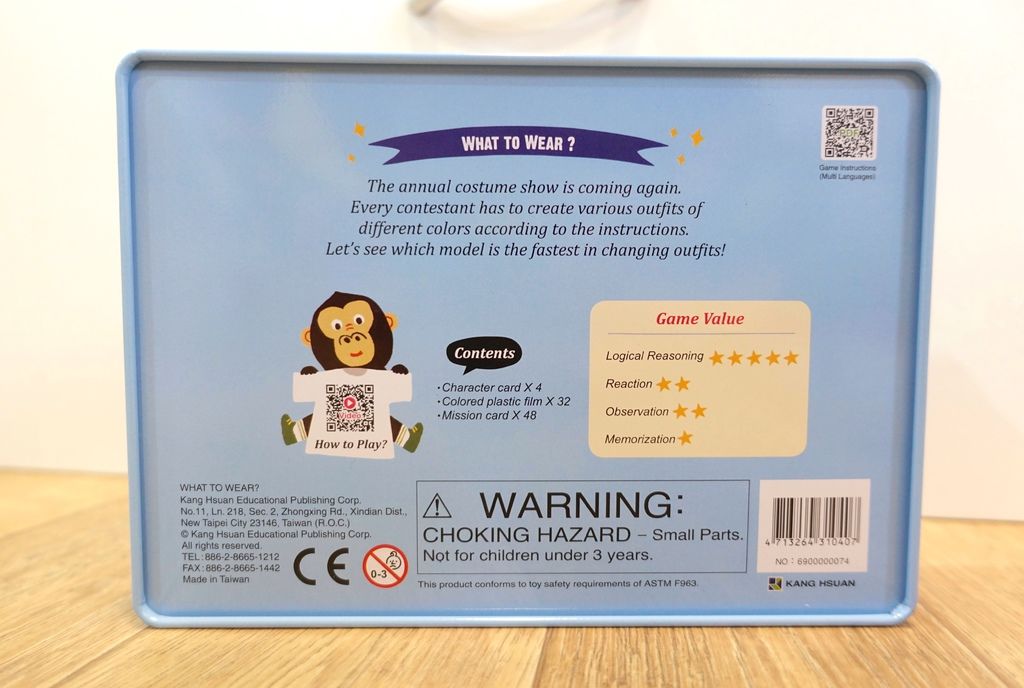 WHAT TO WEAR ?
PDF
Game Instructions
(Multi Languages)
The annual costume show is coming again.
Every contestant has to create various outfits of
different colors according to the instructions.
Let's see which model is the fastest in changing outfits!
Video
How to Play?
Contents
·Character card X 4
·Colored plastic film X 32
·Mission card X 48
Game Value
Logical Reasoning
Reaction
Observation
Memorization
WHAT TO WEAR?
Kang Hsuan Educational Publishing Corp.
No.11, Ln. 218, Sec. 2, Zhongxing Rd., Xindian Dist.,
New Taipei City 23146, Taiwan (R.O.C.)
© Kang Hsuan Educational Publishing Corp.
All rights reserved.
TEL:886-2-8665-1212
FAX:886-2-8665-1442
Made in Taiwan
CE
0-3
WARNING:
CHOKING HAZARD – Small Parts.
Not for children under 3 years.
This product conforms to toy safety requirements of ASTM F963.
4 713264 310407
NO：6900000074
KANG HSUAN